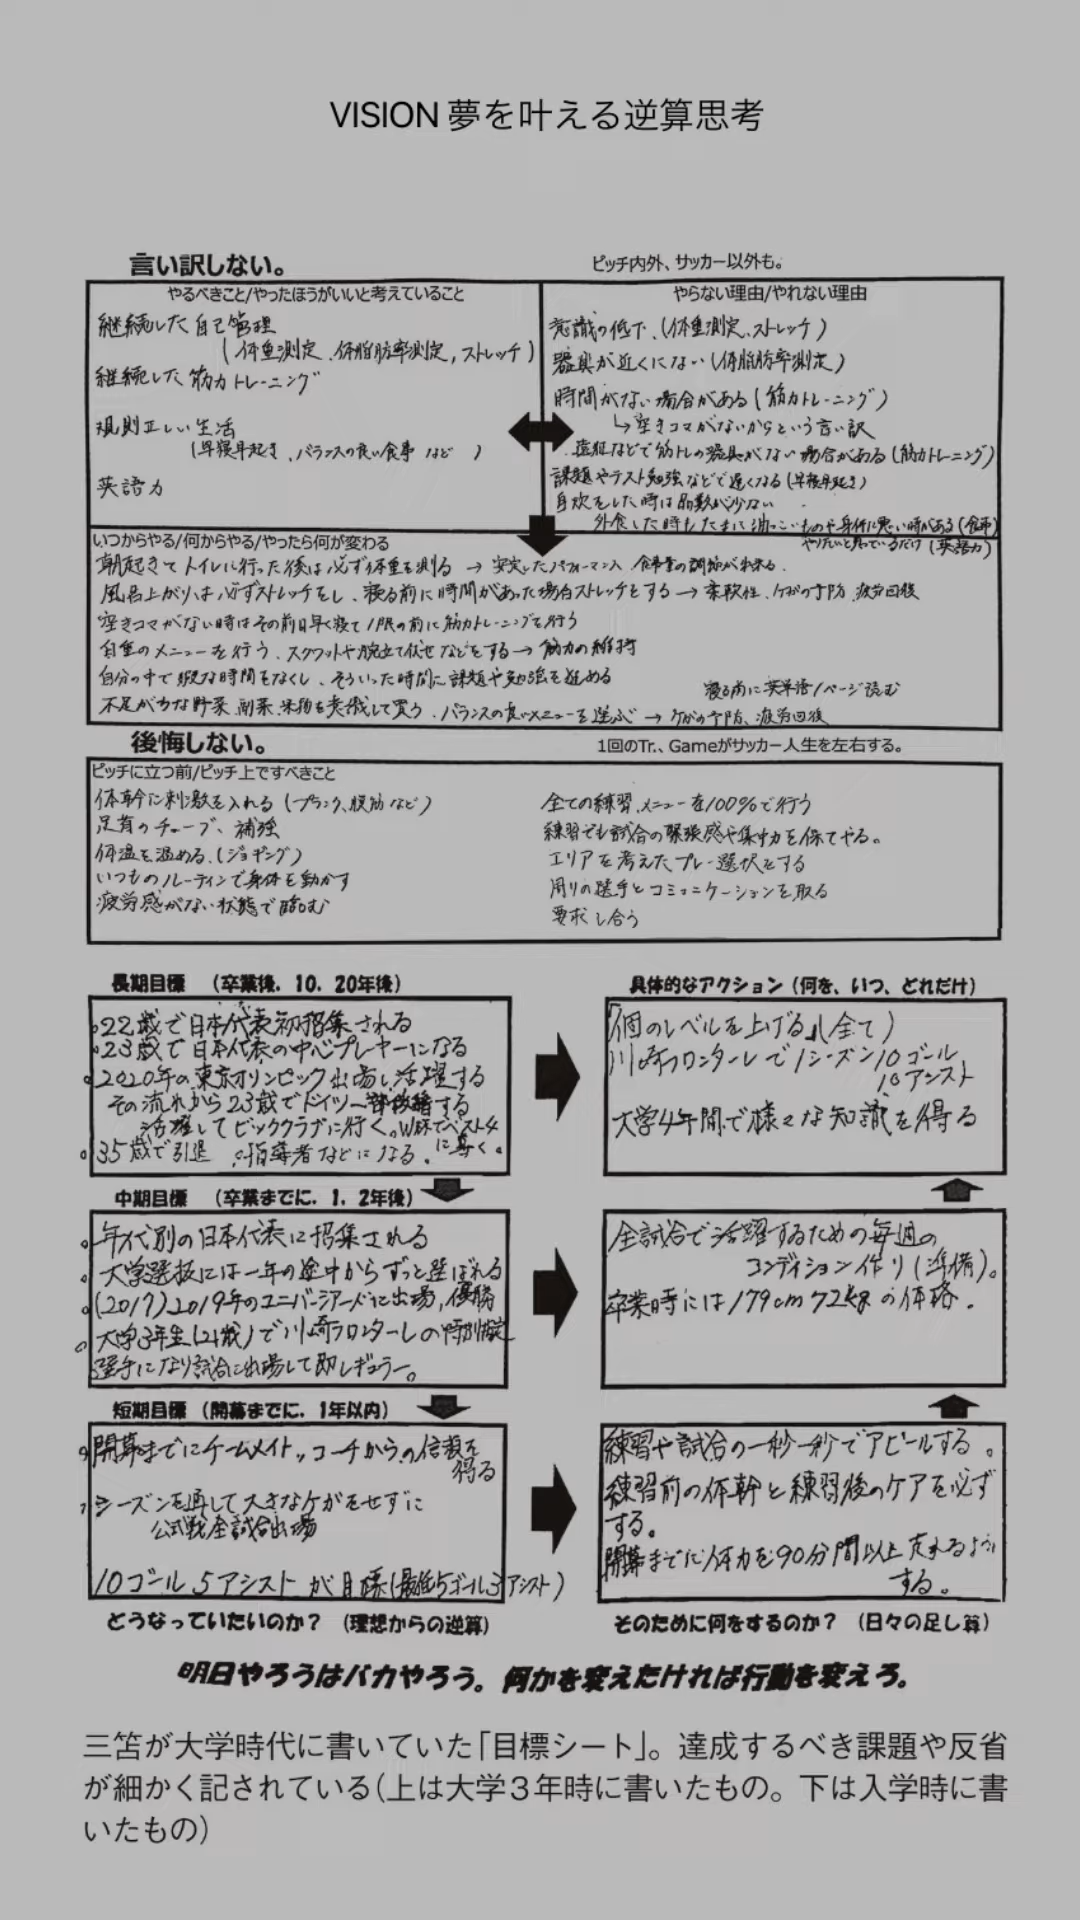 VISION 夢を叶える逆算思考
言い訳しない。
ピッチ内外、サッカー以外も。
やるべきこと/やったほうがいいと考えていること
継続した自己管理
(体重測定、体脂肪率測定,ストレッチ)
継続した筋力トレーニング
規則正しい生活
(早寝早起き、バランスの良い食事 など )
英語力
やらない理由/やれない理由
意識の低下、(体重測定、ストレッチ)
器具が近くにない(体脂肪率測定)
時間がない場合がある(筋力トレーニング)
↳空きコマがないからという言い訳
遠征などで筋トレの器具がない場合がある(筋力トレーニング)
課題やテスト勉強などで遅くなる(早寝早起き)
自炊をした時は品数が少ない
外食した時もたまに油っこいものや身体に悪い時がある(食事)
やりたいと思っているだけ(英語力)
いつからやる/何からやる/やったら何が変わる
朝起きてトイレに行った後は必ず体重を測る → 安定したパフォーマンス 食事量の調節が出来る.
風呂上がりは必ずストレッチをし、寝る前に時間があった場合ストレッチをする→柔軟性、ケガの予防、疲労回復
空きコマがない時はその前日早く寝て1限の前に筋力トレーニングを行う
自重のメニューを行う、スクワットや腕立て伏せなどをする→筋力の維持
自分の中で暇な時間をなくし、そういった時間に課題や勉強を進める
寝る前に英単語1ページ読む
不足がちな野菜、副菜、果物を意識して買う、バランスの良いメニューを選ぶ → ケガの予防、疲労回復
後悔しない。
1回のTr.、Gameがサッカー人生を左右する。
ピッチに立つ前/ピッチ上ですべきこと
体幹に刺激を入れる(プランク、腹筋など)
足首のチューブ、補強
体温を温める、(ジョギング)
いつものルーティンで身体を動かす
疲労感がない状態で臨む
全ての練習、メニューを100%で行う
練習でも試合の緊張感や集中力を保てやる。
エリアを考えたプレー選択をする
周りの選手とコミュニケーションを取る
要求し合う
長期目標 (卒業後．10．20年後)
22歳で日本代表初招集される
23歳で日本代表の中心プレーヤーになる
2020年の東京オリンピック出場し活躍する
その流れから23歳でドイツ一部移籍する
活躍してビッククラブに行く。W杯でベスト4に導く。
35歳で引退 。指導者などになる.
具体的なアクション(何を、いつ、どれだけ)
「個のレベルを上げる」(全て)
川崎フロンターレで1シーズン10ゴール
10アシスト
大学4年間で様々な知識を得る
中期目標 (卒業までに．1．2年後)
年代別の日本代表に招集される
大学選抜には一年の途中からずっと選ばれる
(2017)2019年のユニバーシアードに出場,優勝
大学3年生(21歳)で川崎フロンターレの特別指定
選手になり試合に出場して即レギュラー。
全試合で活躍するための毎週の
コンディション作り(準備)。
卒業時には179cm72kgの体格.
短期目標 (開幕までに．1年以内)
開幕までにチームメイト,コーチからの信頼を
得る
シーズンを通して大きなケガをせずに
公式戦全試合出場
10ゴール5アシストが目標(最低5ゴール3アシスト)
練習や試合の一秒一秒でアピールする。
練習前の体幹と練習後のケアを必ず
する。
開幕までに体力を90分間以上走れるように
する。
どうなっていたいのか? (理想からの逆算)
そのために何をするのか? (日々の足し算)
明日やろうはバカやろう。何かを変えたければ行動を変えろ。
三笘が大学時代に書いていた「目標シート」。達成するべき課題や反省
が細かく記されている(上は大学3年時に書いたもの。下は入学時に書
いたもの)